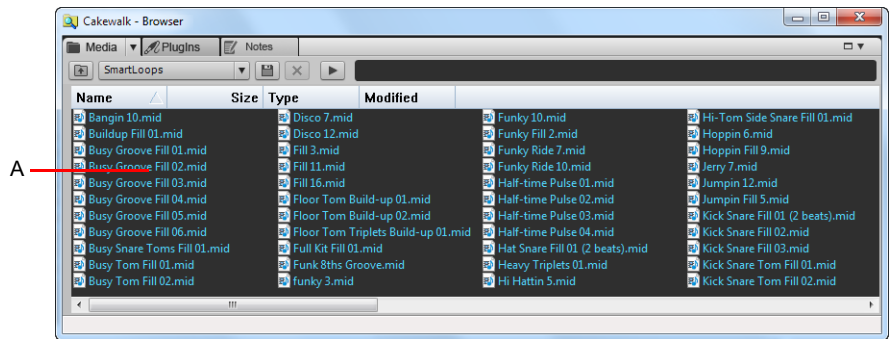 Cakewalk - Browser
Media PlugIns Notes
SmartLoops
Name Size Type Modified
Bangin 10.mid Disco 7.mid Funky 10.mid Hi-Tom Side Snare Fill 01.mid
Buildup Fill 01.mid Disco 12.mid Funky Fill 2.mid Hoppin 6.mid
Busy Groove Fill 01.mid Fill 3.mid Funky Ride 7.mid Hoppin Fill 9.mid
A Busy Groove Fill 02.mid Fill 11.mid Funky Ride 10.mid Jerry 7.mid
Busy Groove Fill 03.mid Fill 16.mid Half-time Pulse 01.mid Jumpin 12.mid
Busy Groove Fill 04.mid Floor Tom Build-up 01.mid Half-time Pulse 02.mid Jumpin Fill 5.mid
Busy Groove Fill 05.mid Floor Tom Build-up 02.mid Half-time Pulse 03.mid Kick Snare Fill 01 (2 beats).mid
Busy Groove Fill 06.mid Floor Tom Triplets Build-up 01.mid Half-time Pulse 04.mid Kick Snare Fill 02.mid
Busy Snare Toms Fill 01.mid Full Kit Fill 01.mid Hat Snare Fill 01 (2 beats).mid Kick Snare Fill 03.mid
Busy Tom Fill 01.mid Funk 8ths Groove.mid Heavy Triplets 01.mid Kick Snare Tom Fill 01.mid
Busy Tom Fill 02.mid funky 3.mid Hi Hattin 5.mid Kick Snare Tom Fill 02.mid